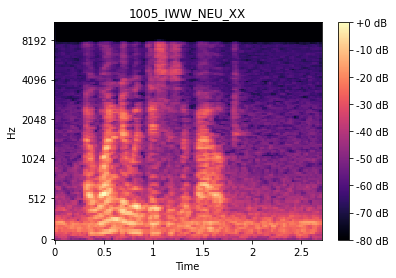 1005_IWW_NEU_XX
+0 dB
8192
-10 dB
4096
-20 dB
-30 dB
2048
Hz
-40 dB
1024
-50 dB
512
-60 dB
-70 dB
0
-80 dB
0 0.5 1 1.5 2 2.5
Time